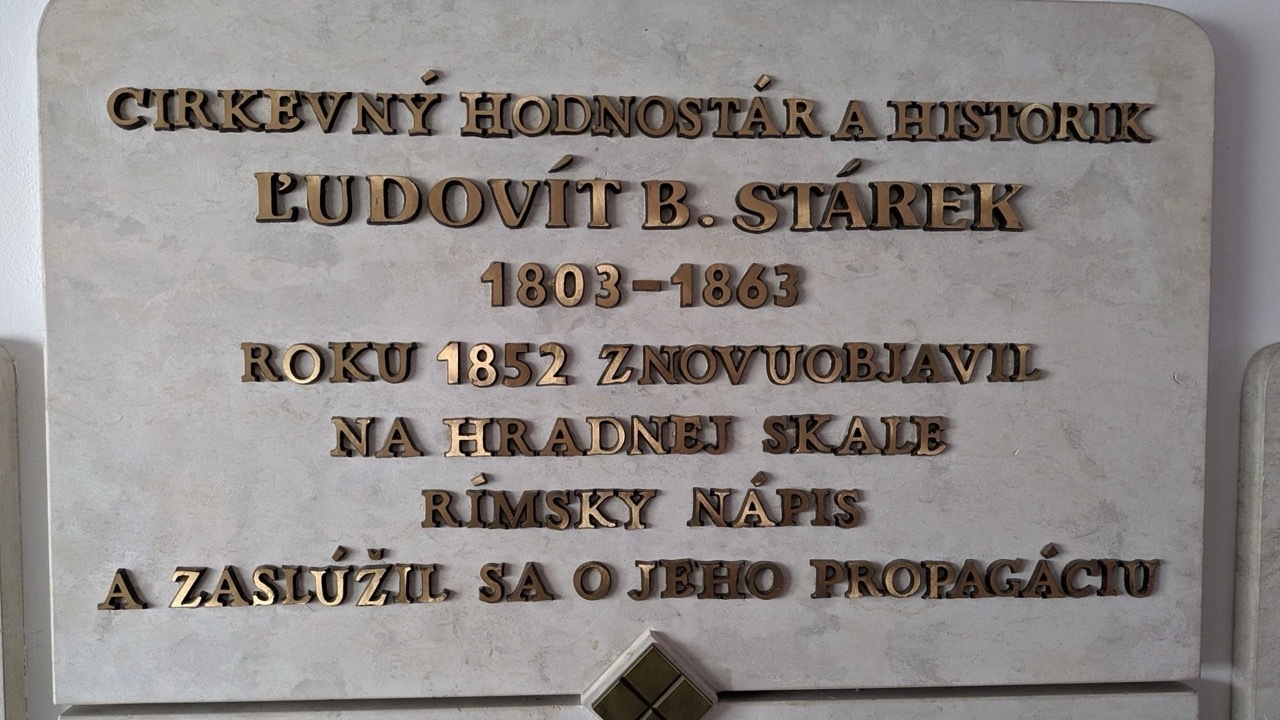 CIRKEVNÝ HODNOSTÁR A HISTORIK
ĽUDOVÍT B. STÁREK
1803-1863
ROKU 1852 ZNOVUOBJAVIL
NA HRADNEJ SKALE
RÍMSKY NÁPIS
A ZASLÚŽIL SA O JEHO PROPAGÁCIU